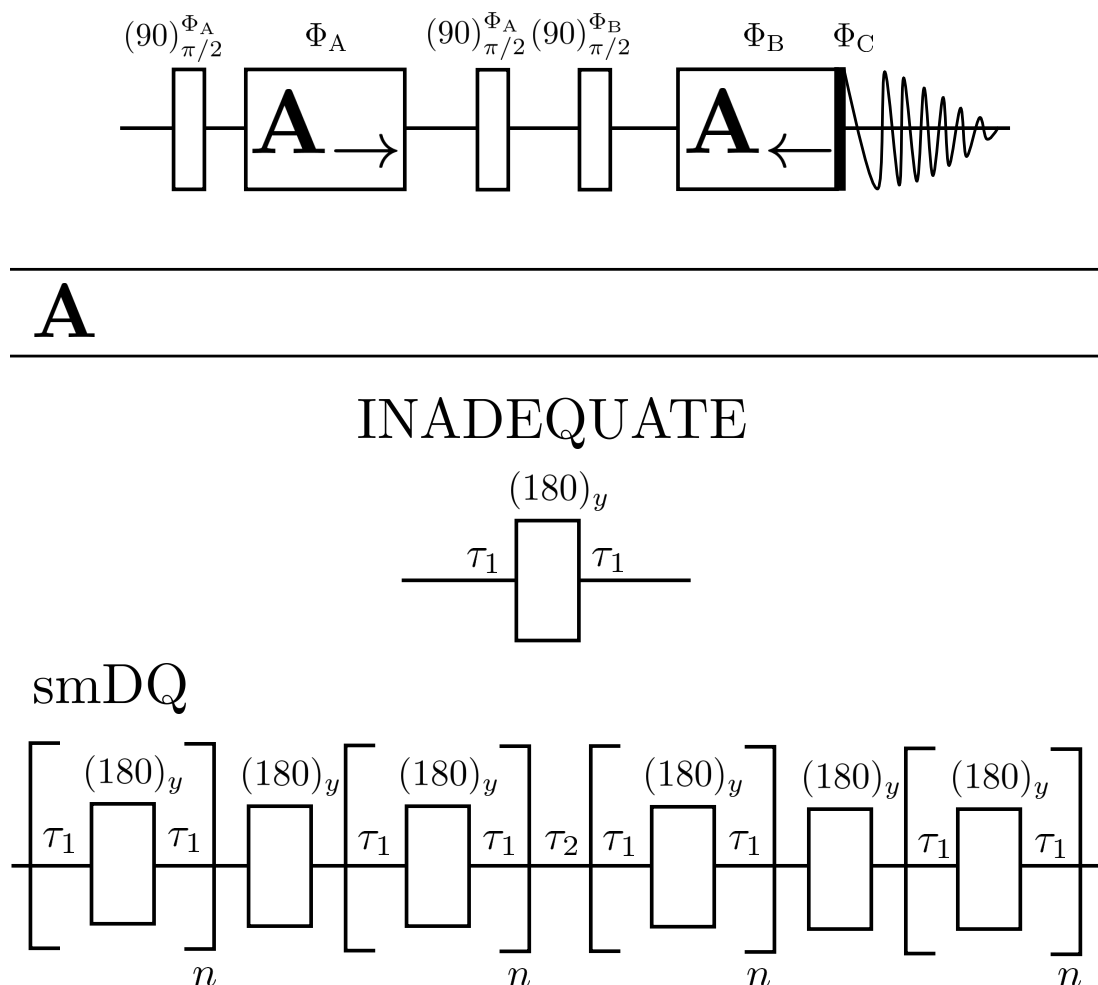 (90)^{Φ_A}_{π/2} Φ_A (90)^{Φ_A}_{π/2} (90)^{Φ_B}_{π/2} Φ_B Φ_C
A → A ←
A
INADEQUATE
(180)_y
τ_1 τ_1
smDQ
(180)_y (180)_y (180)_y (180)_y (180)_y (180)_y
τ_1 τ_1 τ_1 τ_1 τ_2 τ_1 τ_1 τ_1 τ_1
n n n n